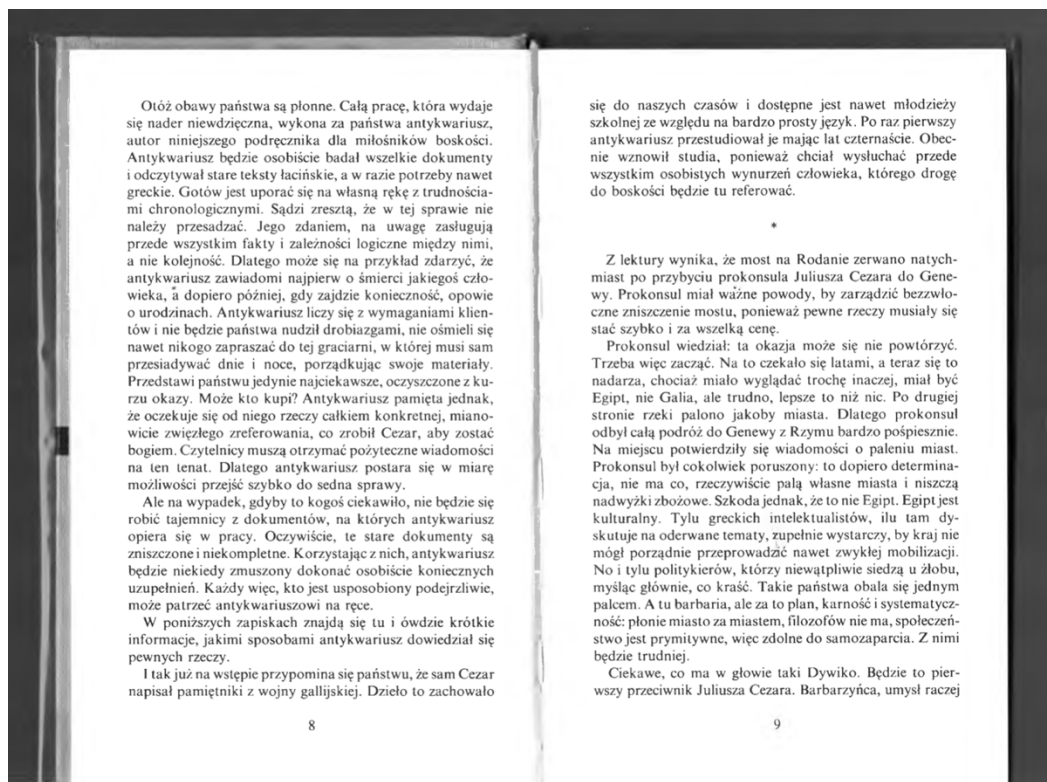 Otóż obawy państwa są płonne. Całą pracę, która wydaje
się nader niewdzięczna, wykona za państwa antykwariusz,
autor niniejszego podręcznika dla miłośników boskości.
Antykwariusz będzie osobiście badał wszelkie dokumenty
i odczytywał stare teksty łacińskie, a w razie potrzeby nawet
greckie. Gotów jest uporać się na własną rękę z trudnościa-
mi chronologicznymi. Sądzi zresztą, że w tej sprawie nie
należy przesadzać. Jego zdaniem, na uwagę zasługują
przede wszystkim fakty i zależności logiczne między nimi,
a nie kolejność. Dlatego może się na przykład zdarzyć, że
antykwariusz zawiadomi najpierw o śmierci jakiegoś czło-
wieka, a dopiero później, gdy zajdzie konieczność, opowie
o urodzinach. Antykwariusz liczy się z wymaganiami klien-
tów i nie będzie państwa nudził drobiazgami, nie ośmieli się
nawet nikogo zapraszać do tej graciarni, w której musi sam
przesiadywać dnie i noce, porządkując swoje materiały.
Przedstawi państwu jedynie najciekawsze, oczyszczone z ku-
rzu okazy. Może kto kupi? Antykwariusz pamięta jednak,
że oczekuje się od niego rzeczy całkiem konkretnej, miano-
wicie zwięzłego zreferowania, co zrobił Cezar, aby zostać
bogiem. Czytelnicy muszą otrzymać pożyteczne wiadomości
na ten tenat. Dlatego antykwariusz postara się w miarę
możliwości przejść szybko do sedna sprawy.
Ale na wypadek, gdyby to kogoś ciekawiło, nie będzie się
robić tajemnicy z dokumentów, na których antykwariusz
opiera się w pracy. Oczywiście, te stare dokumenty są
zniszczone i niekompletne. Korzystając z nich, antykwariusz
będzie niekiedy zmuszony dokonać osobiście koniecznych
uzupełnień. Każdy więc, kto jest usposobiony podejrzliwie,
może patrzeć antykwariuszowi na ręce.
W poniższych zapiskach znajdą się tu i ówdzie krótkie
informacje, jakimi sposobami antykwariusz dowiedział się
pewnych rzeczy.
I tak już na wstępie przypomina się państwu, że sam Cezar
napisał pamiętniki z wojny gallijskiej. Dzieło to zachowało
8
się do naszych czasów i dostępne jest nawet młodzieży
szkolnej ze względu na bardzo prosty język. Po raz pierwszy
antykwariusz przestudiował je mając lat czternaście. Obec-
nie wznowił studia, ponieważ chciał wysłuchać przede
wszystkim osobistych wynurzeń człowieka, którego drogę
do boskości będzie tu referować.
*
Z lektury wynika, że most na Rodanie zerwano natych-
miast po przybyciu prokonsula Juliusza Cezara do Gene-
wy. Prokonsul miał ważne powody, by zarządzić bezzwło-
czne zniszczenie mostu, ponieważ pewne rzeczy musiały się
stać szybko i za wszelką cenę.
Prokonsul wiedział: ta okazja może się nie powtórzyć.
Trzeba więc zacząć. Na to czekało się latami, a teraz się to
nadarza, chociaż miało wyglądać trochę inaczej, miał być
Egipt, nie Galia, ale trudno, lepsze to niż nic. Po drugiej
stronie rzeki palono jakoby miasta. Dlatego prokonsul
odbył całą podróż do Genewy z Rzymu bardzo pośpiesznie.
Na miejscu potwierdziły się wiadomości o paleniu miast.
Prokonsul był cokolwiek poruszony: to dopiero determina-
cja, nie ma co, rzeczywiście palą własne miasta i niszczą
nadwyżki zbożowe. Szkoda jednak, że to nie Egipt. Egipt jest
kulturalny. Tylu greckich intelektualistów, ilu tam dy-
skutuje na oderwane tematy, zupełnie wystarczy, by kraj nie
mógł porządnie przeprowadzić nawet zwykłej mobilizacji.
No i tylu politykierów, którzy niewątpliwie siedzą u żłobu,
myśląc głównie, co kraść. Takie państwa obala się jednym
palcem. A tu barbaria, ale za to plan, karność i systematycz-
ność: płonie miasto za miastem, filozofów nie ma, społeczeń-
stwo jest prymitywne, więc zdolne do samozaparcia. Z nimi
będzie trudniej.
Ciekawe, co ma w głowie taki Dywiko. Będzie to pier-
wszy przeciwnik Juliusza Cezara. Barbarzyńca, umysł raczej
9